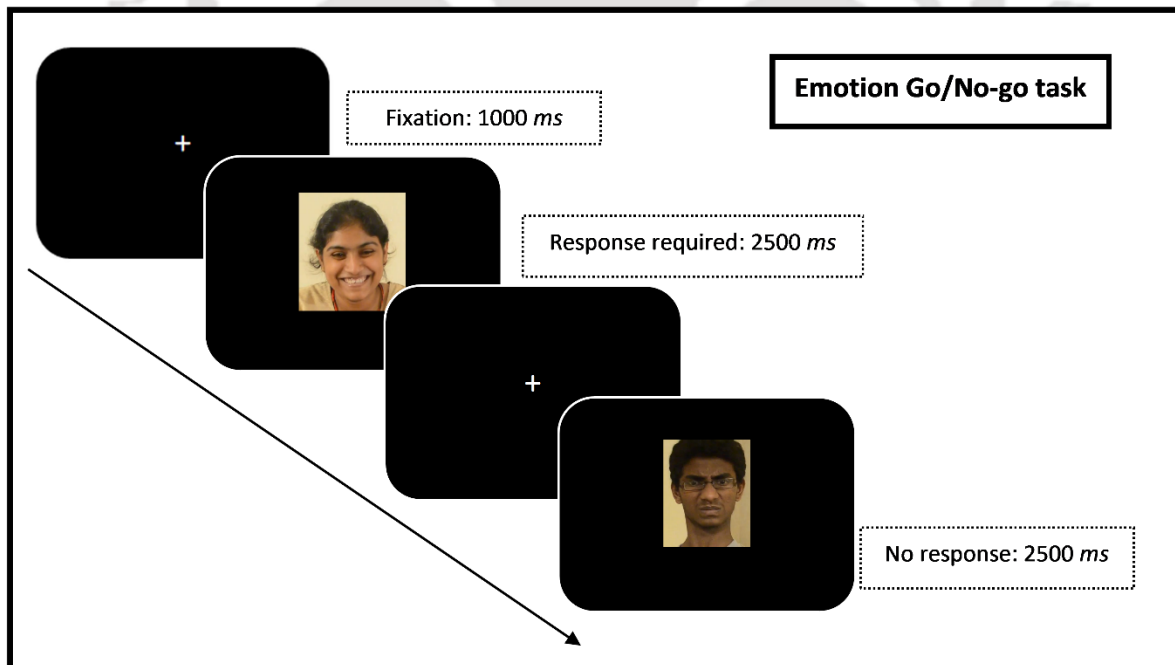 Emotion Go/No-go task
Fixation: 1000 ms
Response required: 2500 ms
No response: 2500 ms